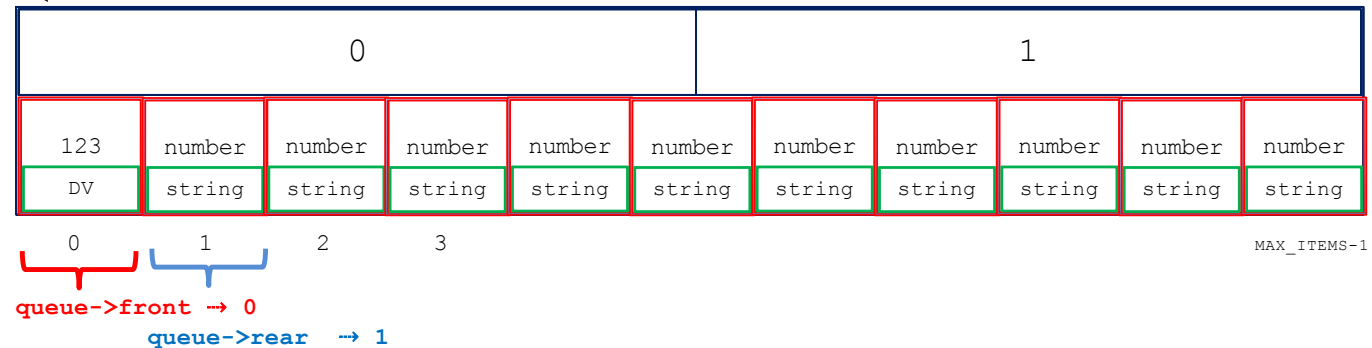 0 1
123 number number number number number number number number number number
DV string string string string string string string string string string
0 1 2 3 MAX_ITEMS-1
queue->front ⇢ 0
queue->rear ⇢ 1